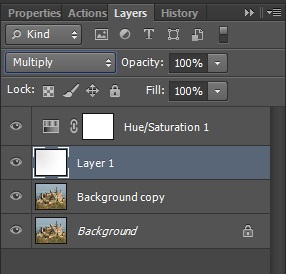 Properties Actions Layers History
Kind
Multiply Opacity: 100%
Lock: Fill: 100%
Hue/Saturation 1
Layer 1
Background copy
Background